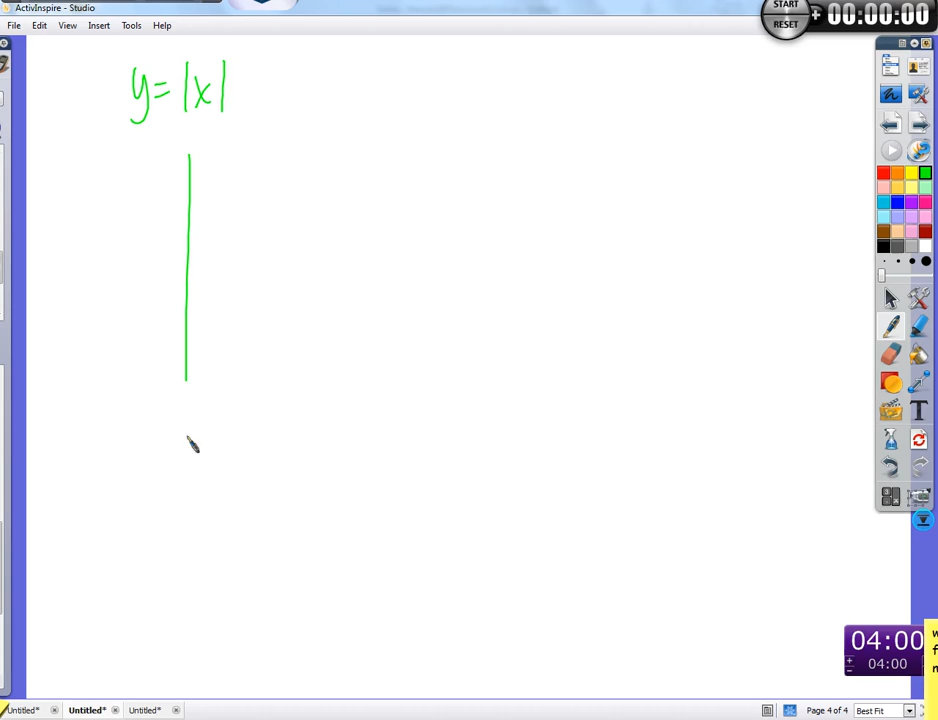 ActivInspire - Studio
START
RESET
+ 00:00:00
File Edit View Insert Tools Help
y = |x|
04:00
04:00
w
f
n
Untitled* Untitled* Untitled*
Page 4 of 4 Best Fit